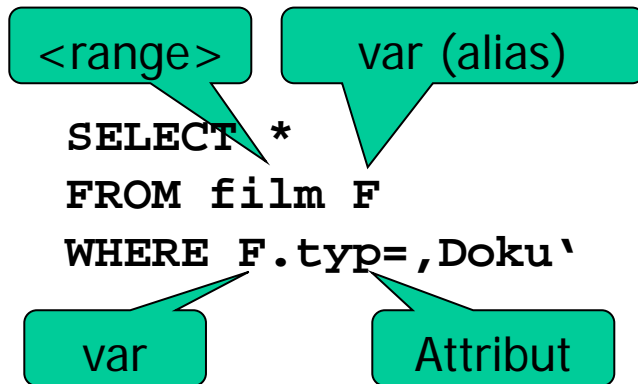 <range> var (alias)
SELECT *
FROM film F
WHERE F.typ=‚Doku‘
var Attribut